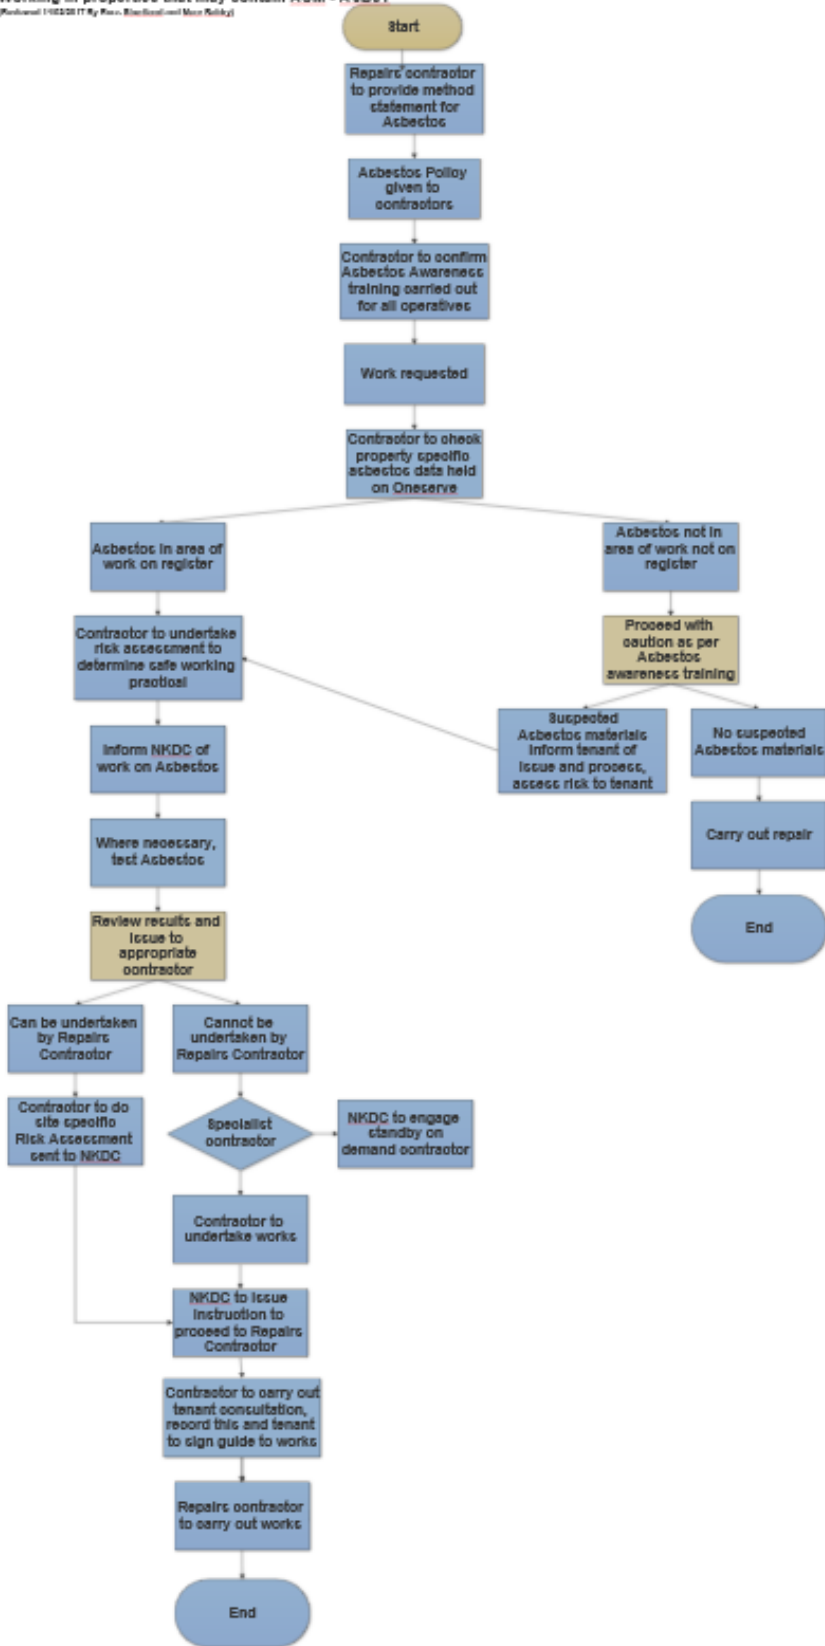 Working in properties that may contain ACM -
Start
Repairs contractor
to provide method
statement for
Asbestos
Asbestos Policy
given to
contractors
Contractor to confirm
Asbestos Awareness
training carried out
for all operatives
Work requested
Contractor to check
property specific
asbestos data held
on Oneserve
Asbestos in area of
work on register
Asbestos not in
area of work not on
register
Contractor to undertake
risk assessment to
determine safe working
practical
Proceed with
caution as per
Asbestos
awareness training
Inform NKDC of
work on Asbestos
Suspected
Asbestos materials
Inform tenant of
issue and process,
assess risk to tenant
No suspected
Asbestos materials
Where necessary,
test Asbestos
Carry out repair
Review results and
issue to
appropriate
contractor
End
Can be undertaken
by Repairs
Contractor
Cannot be
undertaken by
Repairs Contractor
Contractor to do
site specific
Risk Assessment
sent to NKDC
Specialist
contractor
NKDC to engage
standby on
demand contractor
Contractor to
undertake works
NKDC to issue
instruction to
proceed to Repairs
Contractor
Contractor to carry out
tenant consultation,
record this and tenant
to sign guide to works
Repairs contractor
to carry out works
End